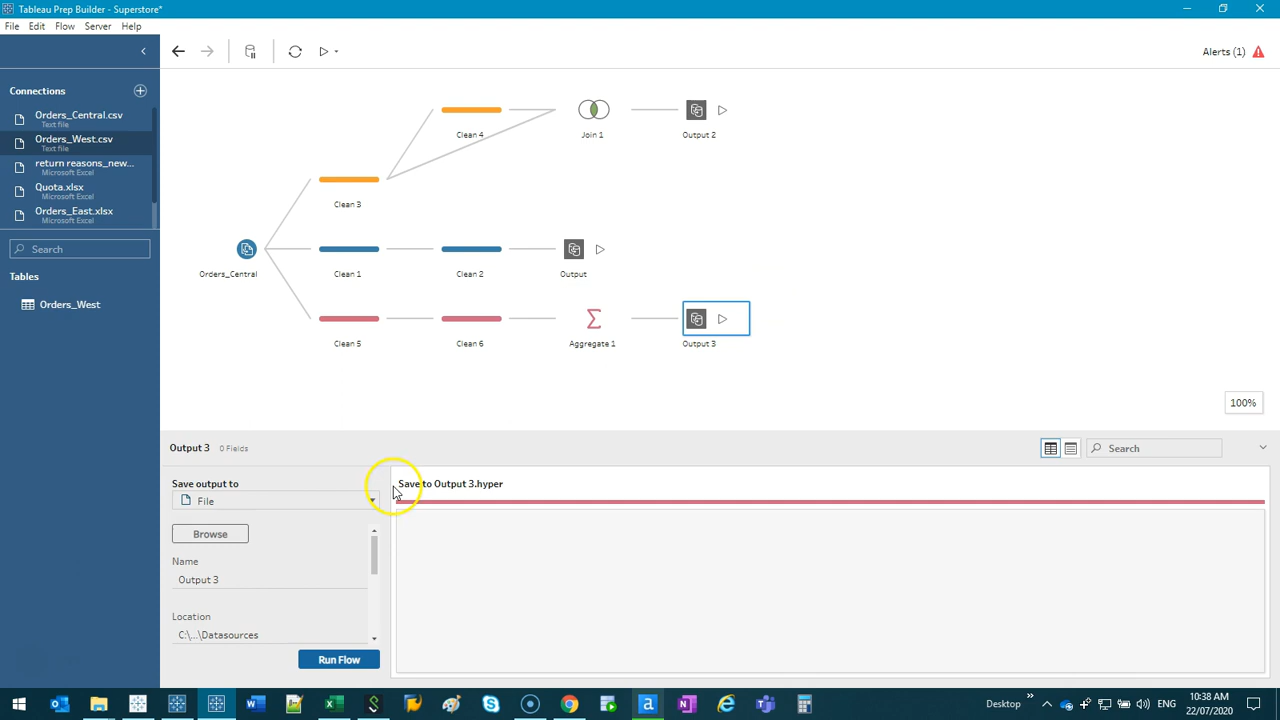 Tableau Prep Builder - Superstore*
File Edit Flow Server Help
Alerts (1)
Connections
Orders_Central.csv
Text file
Orders_West.csv
Text file
return reasons_new...
Microsoft Excel
Quota.xlsx
Microsoft Excel
Orders_East.xlsx
Microsoft Excel
Search
Tables
Orders_West
Clean 4
Join 1
Output 2
Clean 3
Orders_Central
Clean 1
Clean 2
Output
Clean 5
Clean 6
Aggregate 1
Output 3
100%
Output 3 0 Fields
Search
Save output to
File
Browse
Name
Output 3
Location
C:\...\Datasources
Run Flow
Save to Output 3.hyper
Desktop
ENG
10:38 AM
22/07/2020